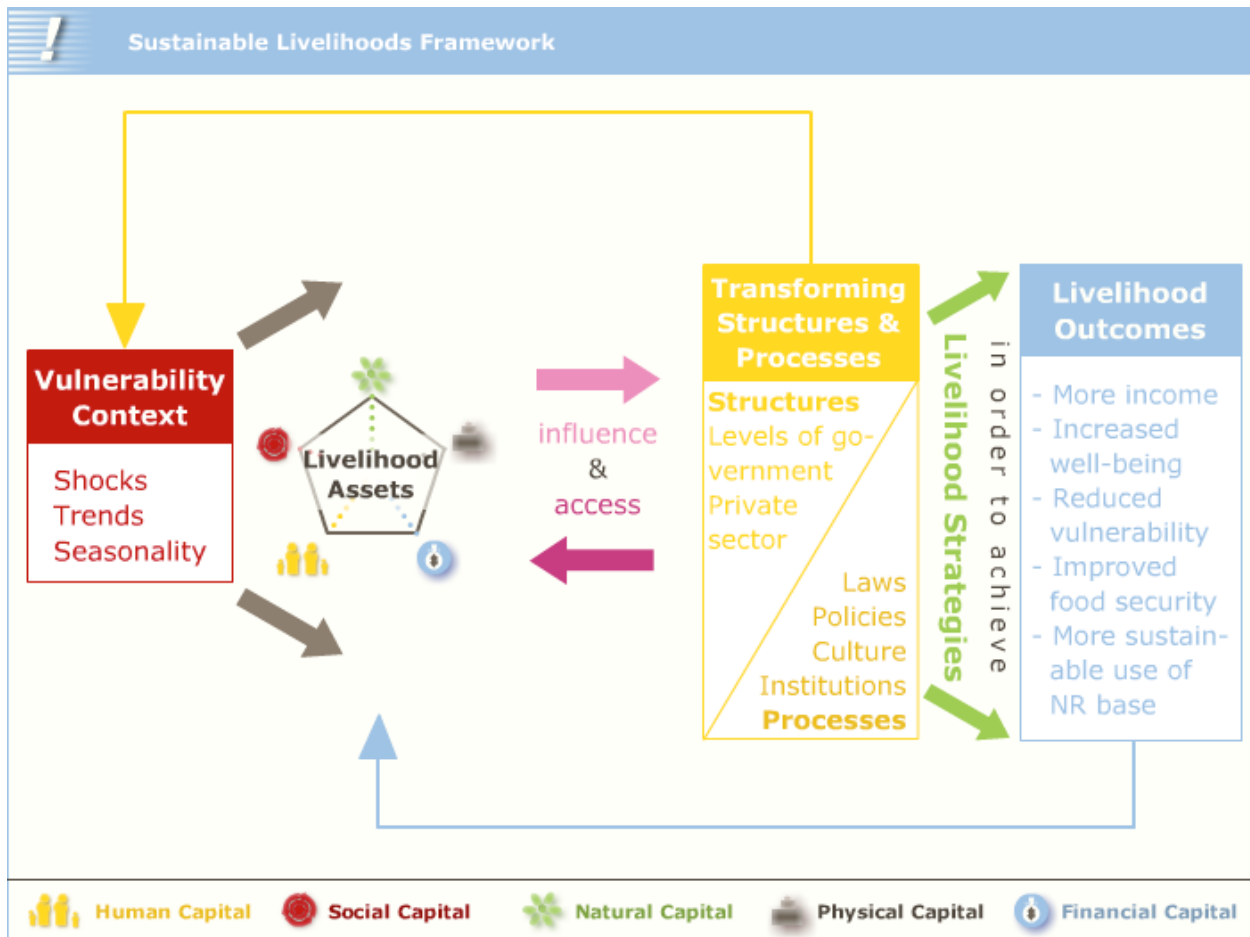 !
Sustainable Livelihoods Framework
Vulnerability
Context
Shocks
Trends
Seasonality
Livelihood
Assets
influence
&
access
Transforming
Structures &
Processes
Structures
Levels of go-
vernment
Private
sector
Laws
Policies
Culture
Institutions
Processes
Livelihood Strategies
in order to achieve
Livelihood
Outcomes
- More income
- Increased
well-being
- Reduced
vulnerability
- Improved
food security
- More sustain-
able use of
NR base
Human Capital
Social Capital
Natural Capital
Physical Capital
Financial Capital